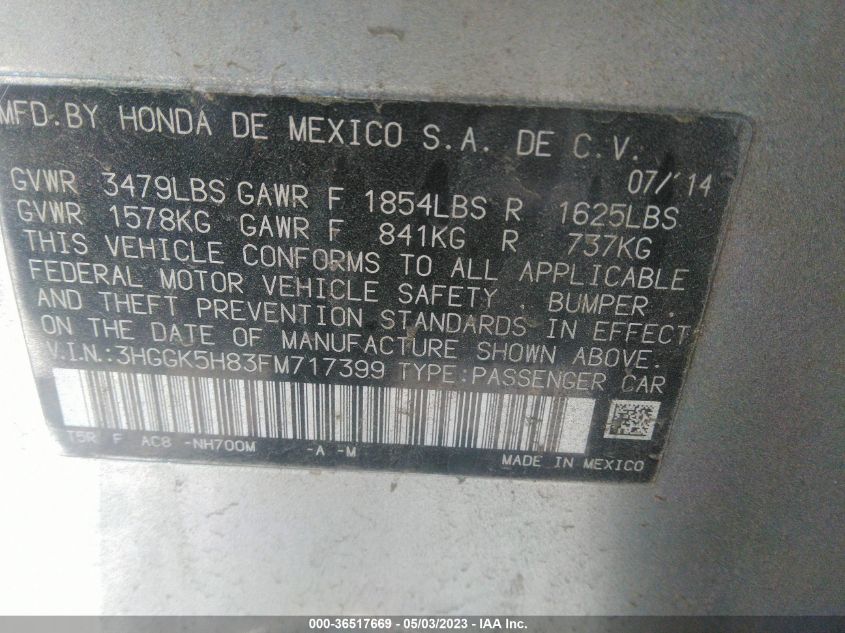 MFD.BY HONDA DE MEXICO S.A. DE C.V.
07/'14
GVWR 3479LBS GAWR F 1854LBS R 1625LBS
GVWR 1578KG GAWR F 841KG R 737KG
THIS VEHICLE CONFORMS TO ALL APPLICABLE
FEDERAL MOTOR VEHICLE SAFETY, BUMPER,
AND THEFT PREVENTION STANDARDS IN EFFECT
ON THE DATE OF MANUFACTURE SHOWN ABOVE.
V.I.N.:3HGGK5H83FM717399 TYPE:PASSENGER CAR
T5R F AC8 -NH700M -A -M
MADE IN MEXICO
000-36517669 - 05/03/2023 - IAA Inc.